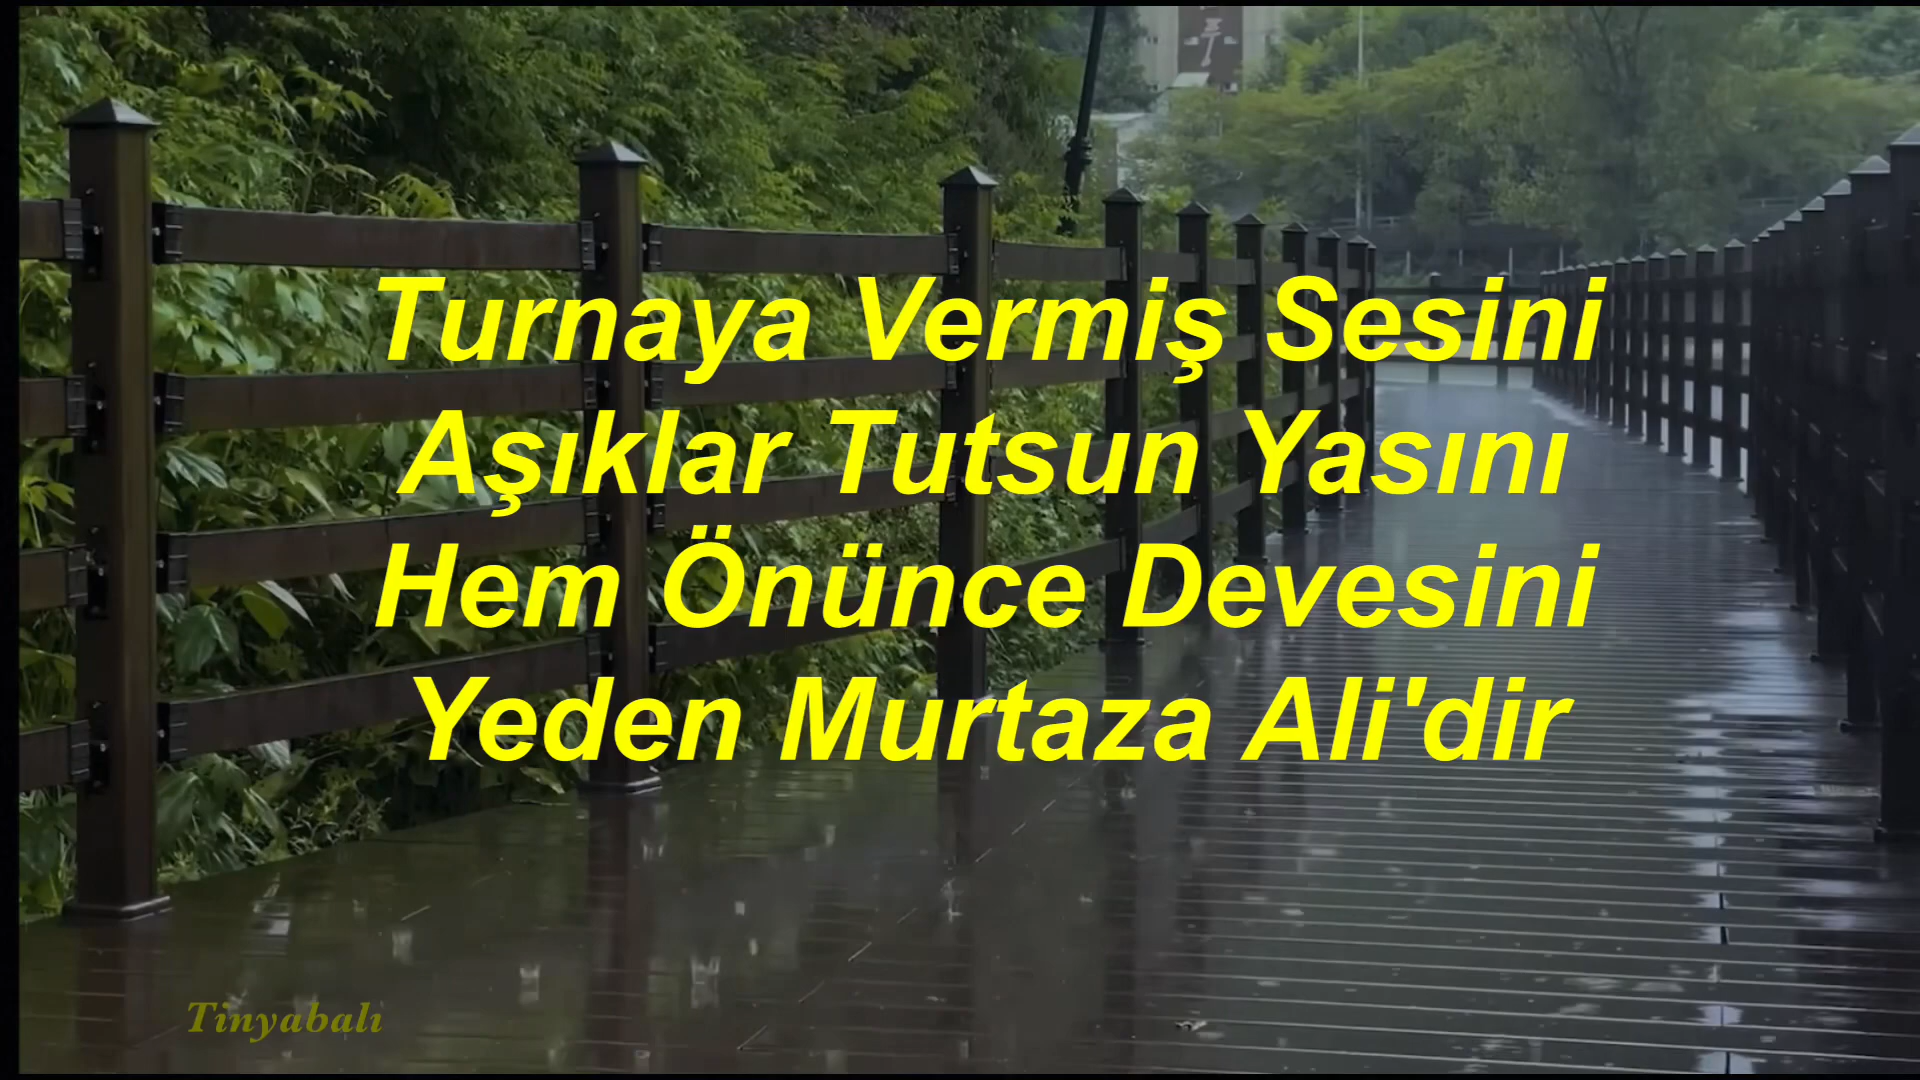 Turnaya Vermiş Sesini
Aşıklar Tutsun Yasını
Hem Önünce Devesini
Yeden Murtaza Ali'dir
Tinyabalı